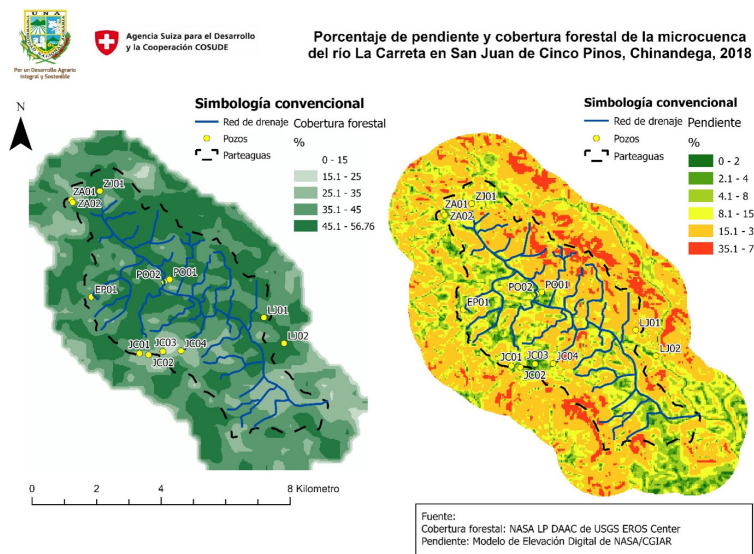 UNA
Por un Desarrollo Agrario
Integral y Sostenible
Agencia Suiza para el Desarrollo
y la Cooperación COSUDE
Porcentaje de pendiente y cobertura forestal de la microcuenca
del río La Carreta en San Juan de Cinco Pinos, Chinandega, 2018
N
Simbología convencional
Red de drenaje
Pozos
Parteaguas
Cobertura forestal
%
0 - 15
15.1 - 25
25.1 - 35
35.1 - 45
45.1 - 56.76
ZJ01
ZA01
ZA02
PO01
PO02
EP01
LJ01
LJ02
JC01
JC03
JC04
JC02
0 2 4 8 Kilometro
Simbología convencional
Red de drenaje
Pozos
Parteaguas
Pendiente
%
0 - 2
2.1 - 4
4.1 - 8
8.1 - 15
15.1 - 3
35.1 - 7
ZJ01
ZA01
ZA02
PO02
PO01
EP01
LJ01
LJ02
JC01
JC03
JC04
JC02
Fuente:
Cobertura forestal: NASA LP DAAC de USGS EROS Center
Pendiente: Modelo de Elevación Digital de NASA/CGIAR